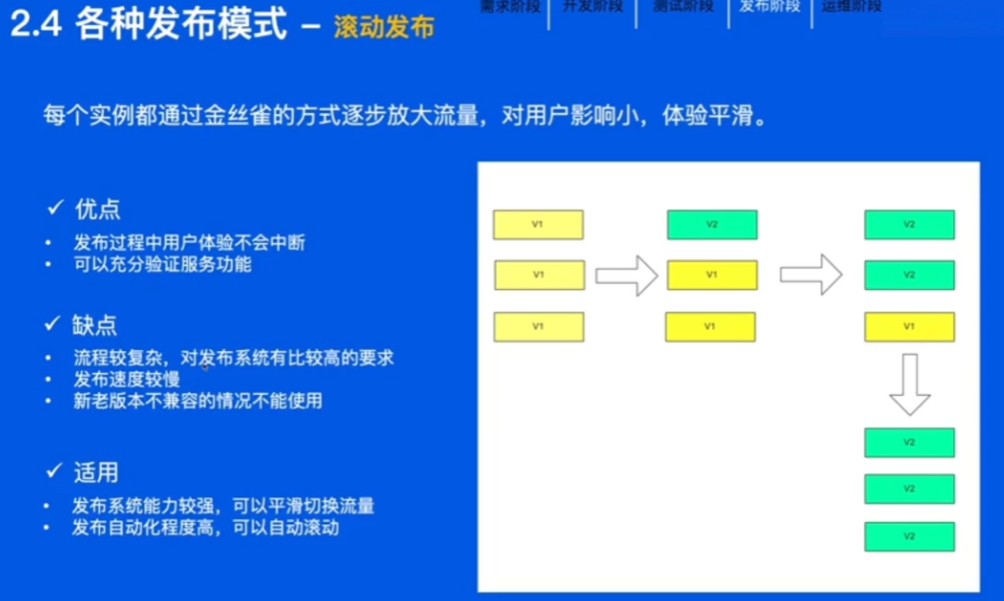 需求阶段 开发阶段 测试阶段 发布阶段 运维阶段
2.4 各种发布模式 – 滚动发布
每个实例都通过金丝雀的方式逐步放大流量，对用户影响小，体验平滑。
✓ 优点
• 发布过程中用户体验不会中断
• 可以充分验证服务功能
✓ 缺点
• 流程较复杂，对发布系统有比较高的要求
• 发布速度较慢
• 新老版本不兼容的情况不能使用
✓ 适用
• 发布系统能力较强，可以平滑切换流量
• 发布自动化程度高，可以自动滚动
V1 V2 V2
V1 V1 V2
V1 V1 V1
V2
V2
V2